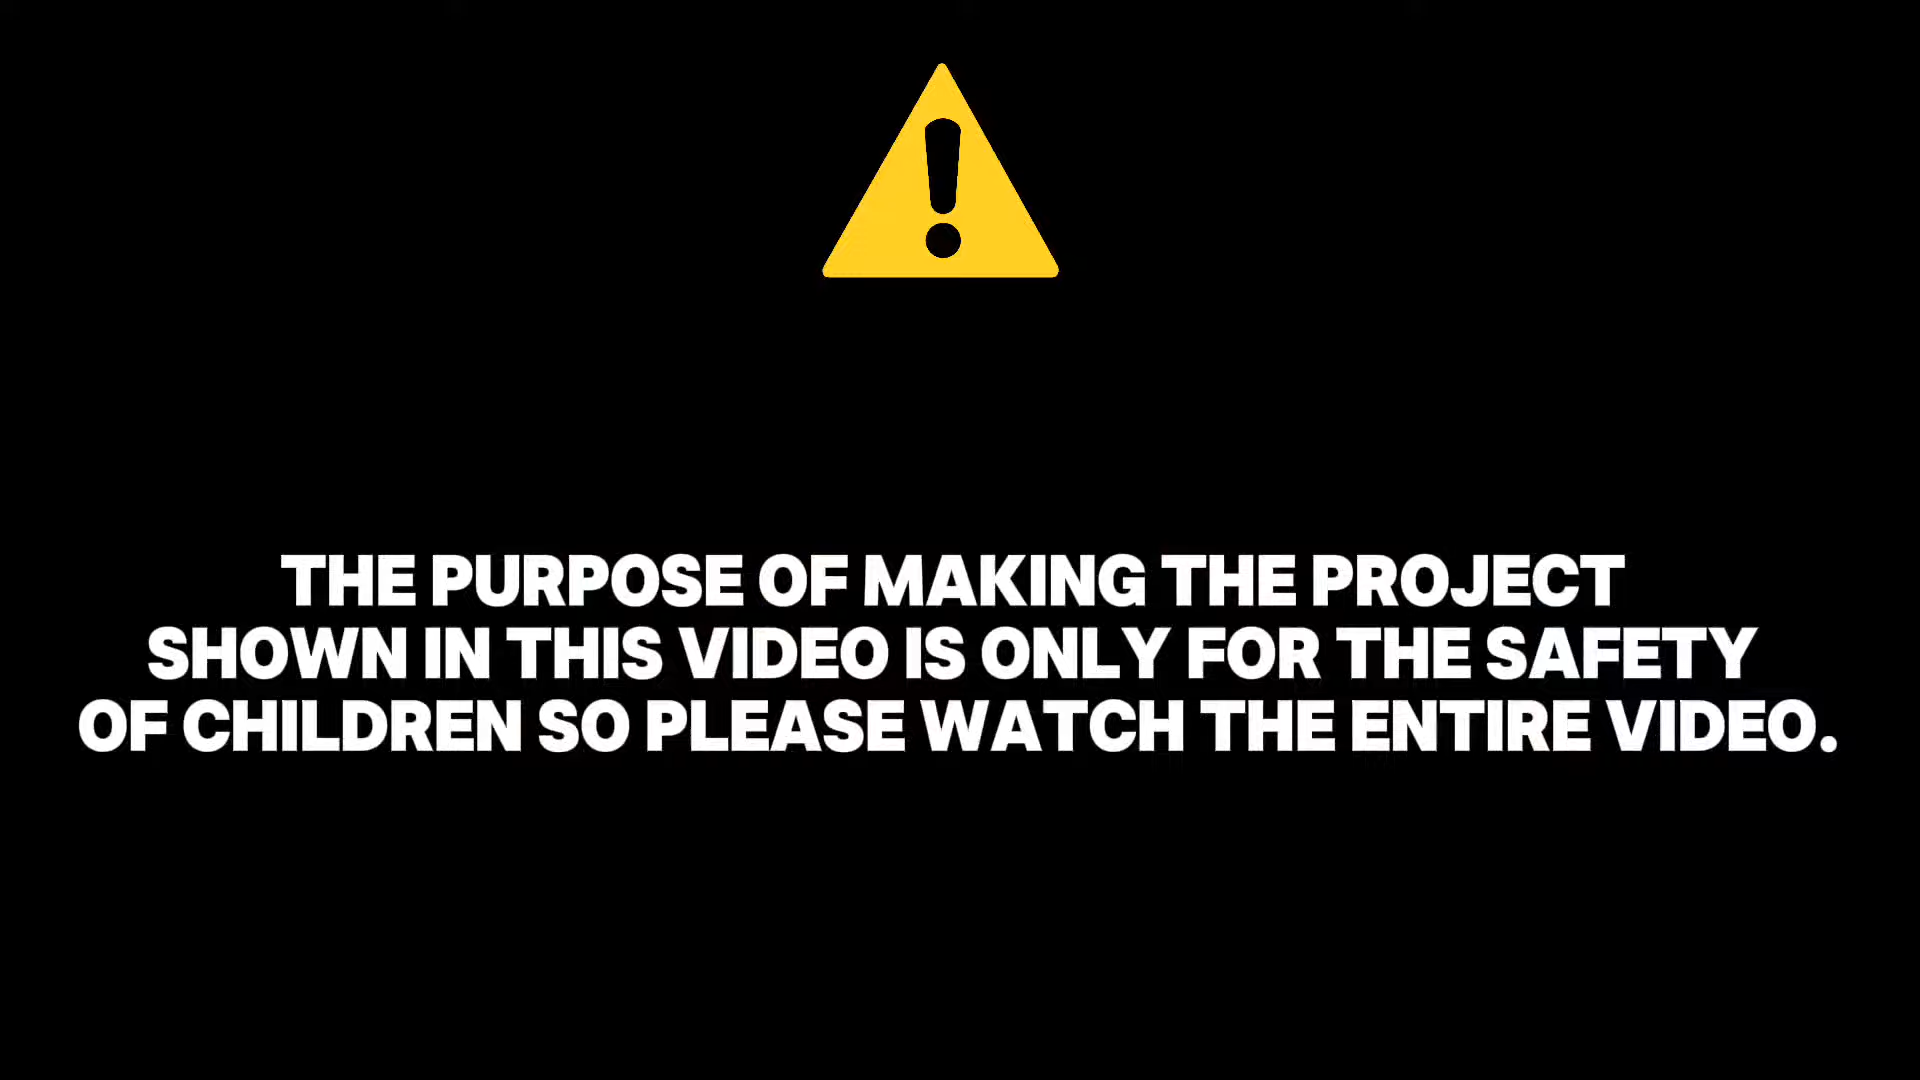 THE PURPOSE OF MAKING THE PROJECT
SHOWN IN THIS VIDEO IS ONLY FOR THE SAFETY
OF CHILDREN SO PLEASE WATCH THE ENTIRE VIDEO.